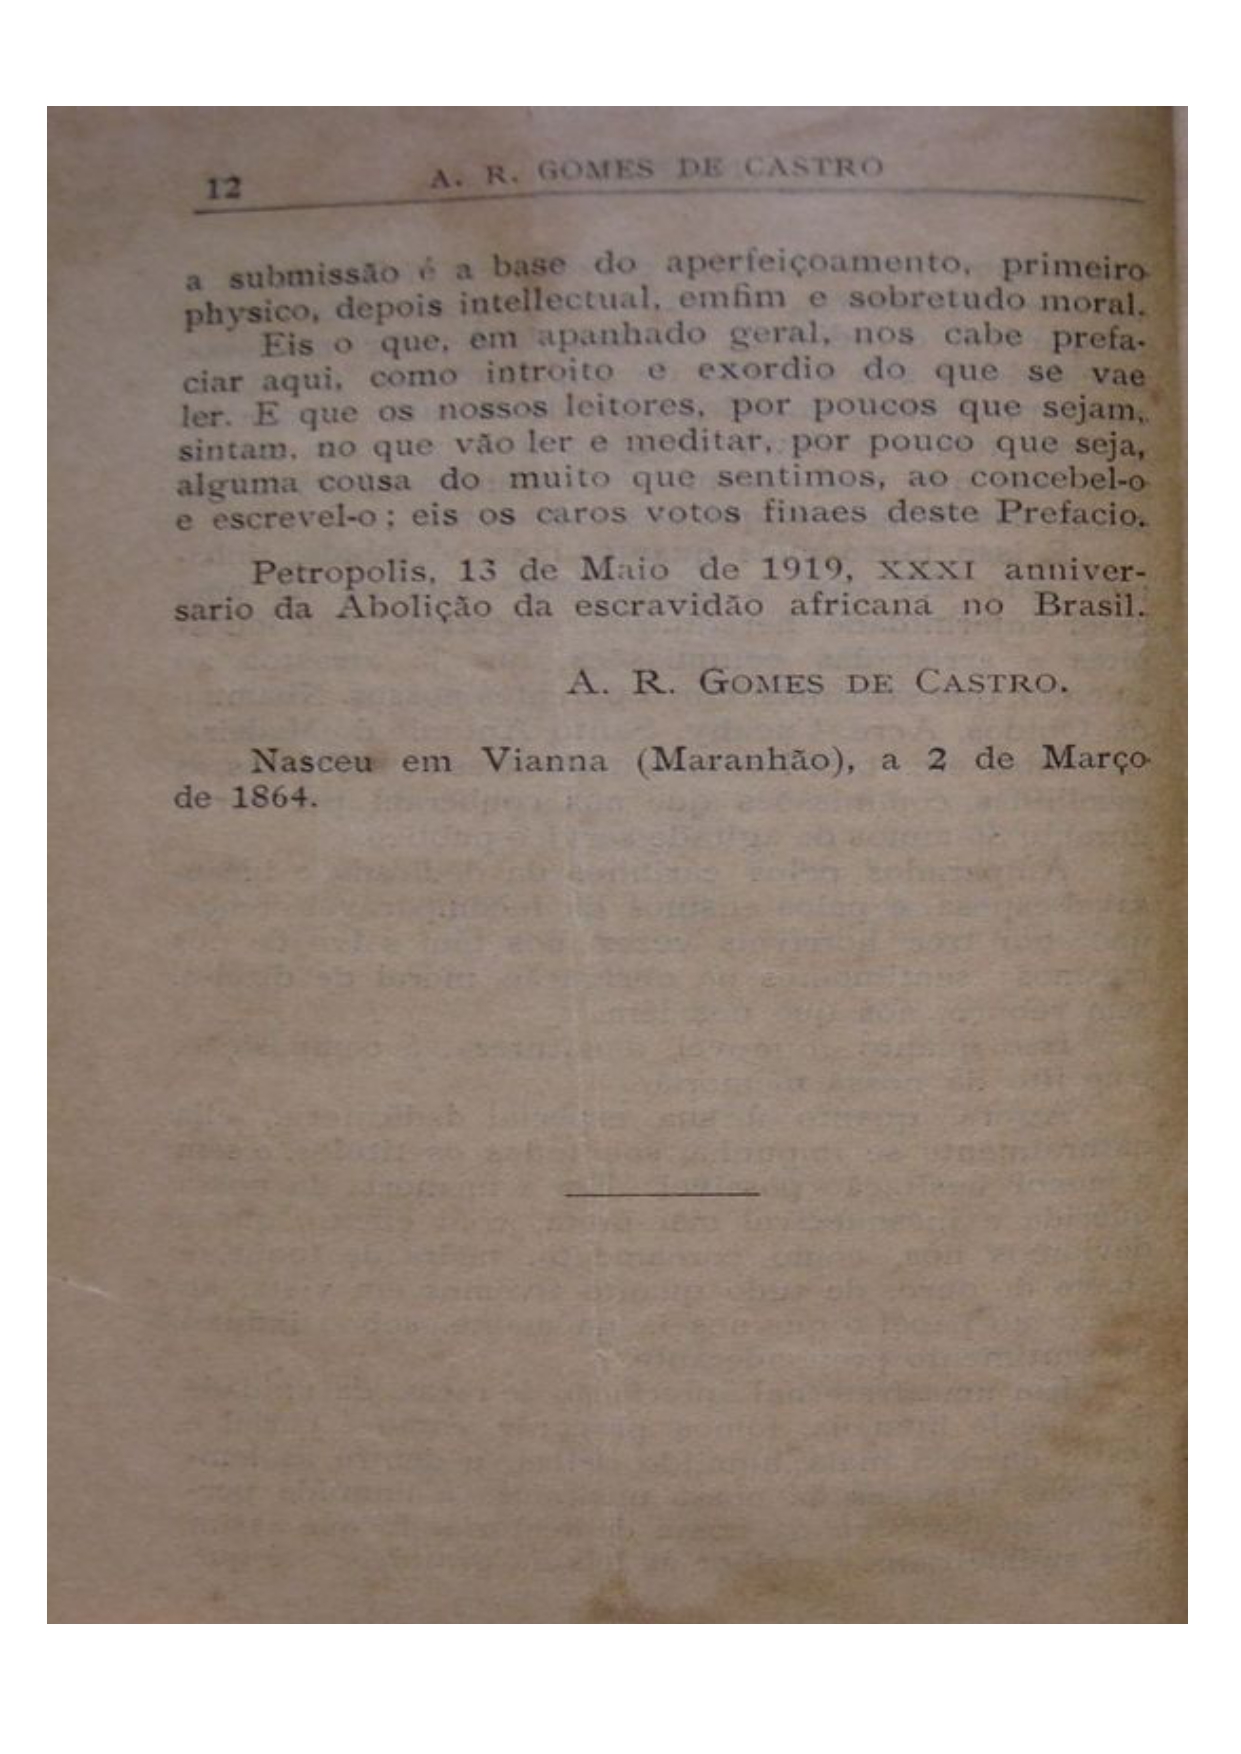 12 A. R. GOMES DE CASTRO
a submissão é a base do aperfeiçoamento, primeiro
physico, depois intellectual, emfim e sobretudo moral.
Eis o que, em apanhado geral, nos cabe prefa-
ciar aqui, como introito e exordio do que se vae
ler. E que os nossos leitores, por poucos que sejam,
sintam, no que vão ler e meditar, por pouco que seja,
alguma cousa do muito que sentimos, ao concebel-o
e escrevel-o; eis os caros votos finaes deste Prefacio.
Petropolis, 13 de Maio de 1919, XXXI anniver-
sario da Abolição da escravidão africana no Brasil.
A. R. GOMES DE CASTRO.
Nasceu em Vianna (Maranhão), a 2 de Março
de 1864.